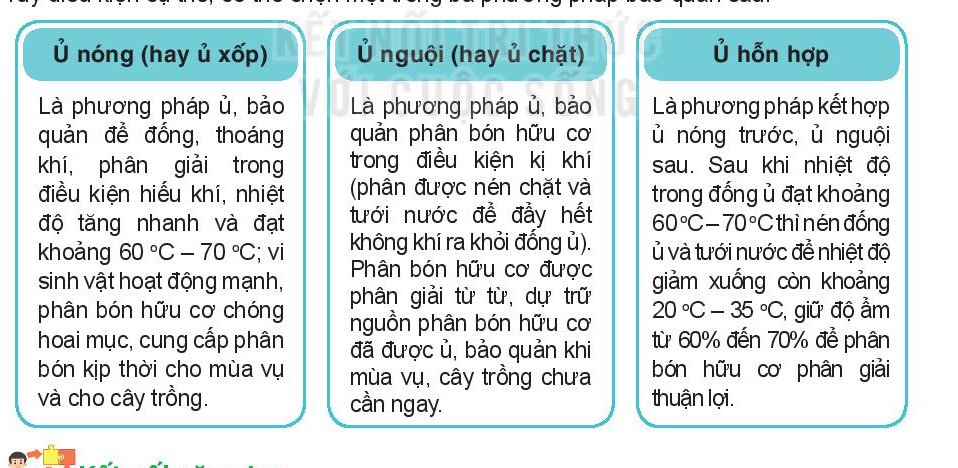 KẾT NỐI TRI THỨC
VỚI CUỘC SỐNG
Ủ nóng (hay ủ xốp)
Là phương pháp ủ, bảo
quản để đống, thoáng
khí, phân giải trong
điều kiện hiếu khí, nhiệt
độ tăng nhanh và đạt
khoảng 60 °C – 70 °C; vi
sinh vật hoạt động mạnh,
phân bón hữu cơ chóng
hoai mục, cung cấp phân
bón kịp thời cho mùa vụ
và cho cây trồng.
Ủ nguội (hay ủ chặt)
Là phương pháp ủ, bảo
quản phân bón hữu cơ
trong điều kiện kị khí
(phân được nén chặt và
tưới nước để đẩy hết
không khí ra khỏi đống ủ).
Phân bón hữu cơ được
phân giải từ từ, dự trữ
nguồn phân bón hữu cơ
đã được ủ, bảo quản khi
mùa vụ, cây trồng chưa
cần ngay.
Ủ hỗn hợp
Là phương pháp kết hợp
ủ nóng trước, ủ nguội
sau. Sau khi nhiệt độ
trong đống ủ đạt khoảng
60 °C – 70 °C thì nén đống
ủ và tưới nước để nhiệt độ
giảm xuống còn khoảng
20 °C – 35 °C, giữ độ ẩm
từ 60% đến 70% để phân
bón hữu cơ phân giải
thuận lợi.